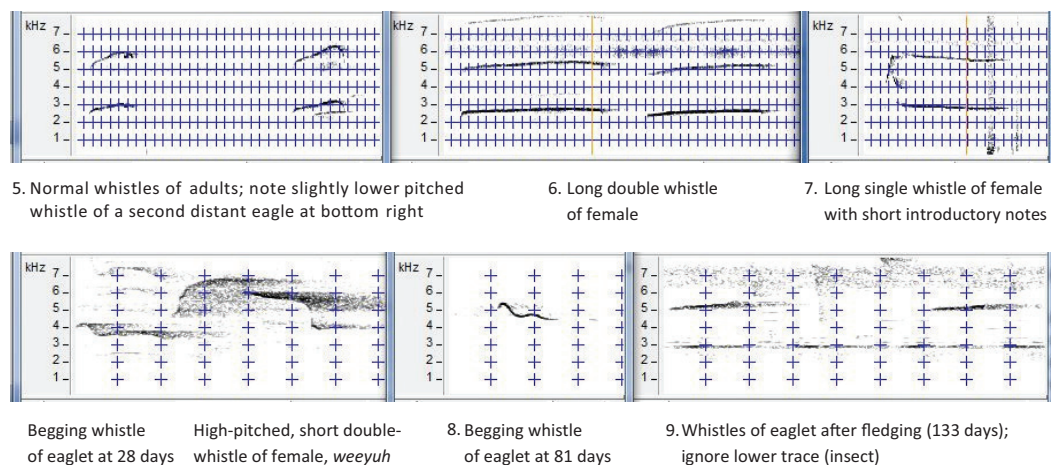 kHz
7
6
5
4
3
2
1
kHz
7
6
5
4
3
2
1
kHz
7
6
5
4
3
2
1
5. Normal whistles of adults; note slightly lower pitched
whistle of a second distant eagle at bottom right
6. Long double whistle
of female
7. Long single whistle of female
with short introductory notes
kHz
7
6
5
4
3
2
1
kHz
7
6
5
4
3
2
1
kHz
7
6
5
4
3
2
1
Begging whistle
of eaglet at 28 days
High-pitched, short double-
whistle of female, weeyuh
8. Begging whistle
of eaglet at 81 days
9. Whistles of eaglet after fledging (133 days);
ignore lower trace (insect)